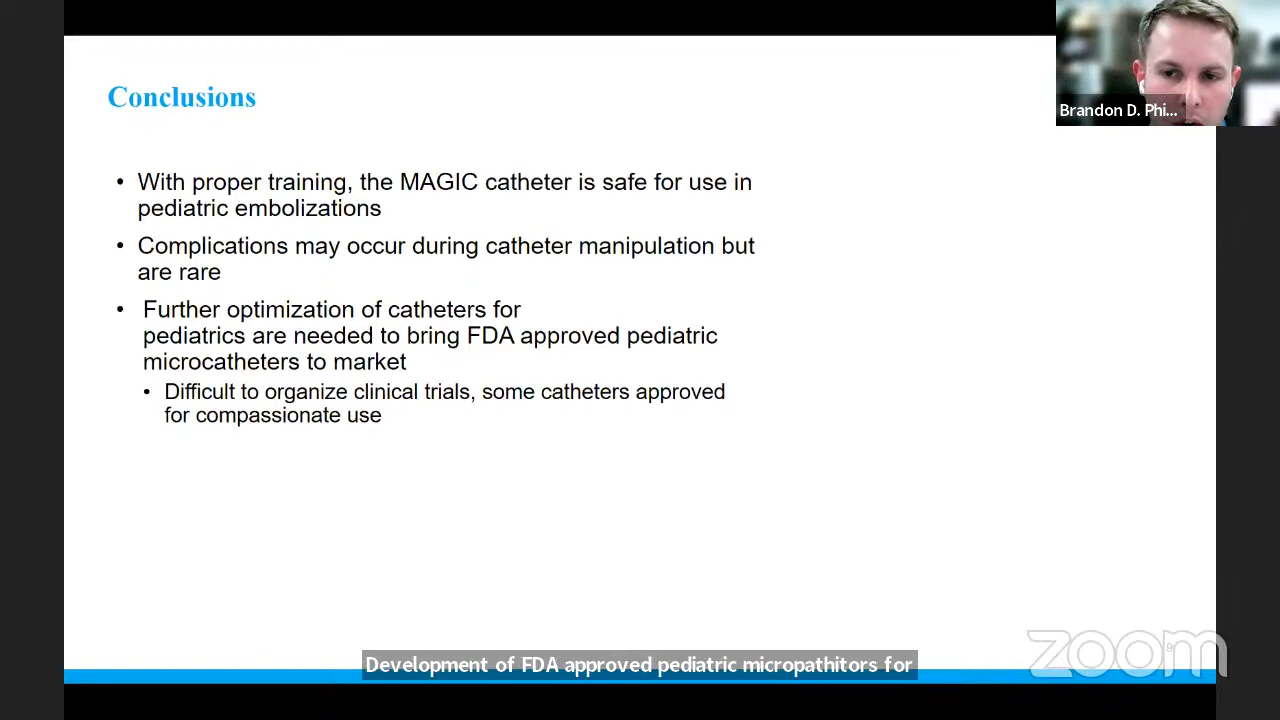 Conclusions
Brandon D. Phi...
• With proper training, the MAGIC catheter is safe for use in
pediatric embolizations
• Complications may occur during catheter manipulation but
are rare
• Further optimization of catheters for
pediatrics are needed to bring FDA approved pediatric
microcatheters to market
• Difficult to organize clinical trials, some catheters approved
for compassionate use
9
zoom
Development of FDA approved pediatric micropathitors for